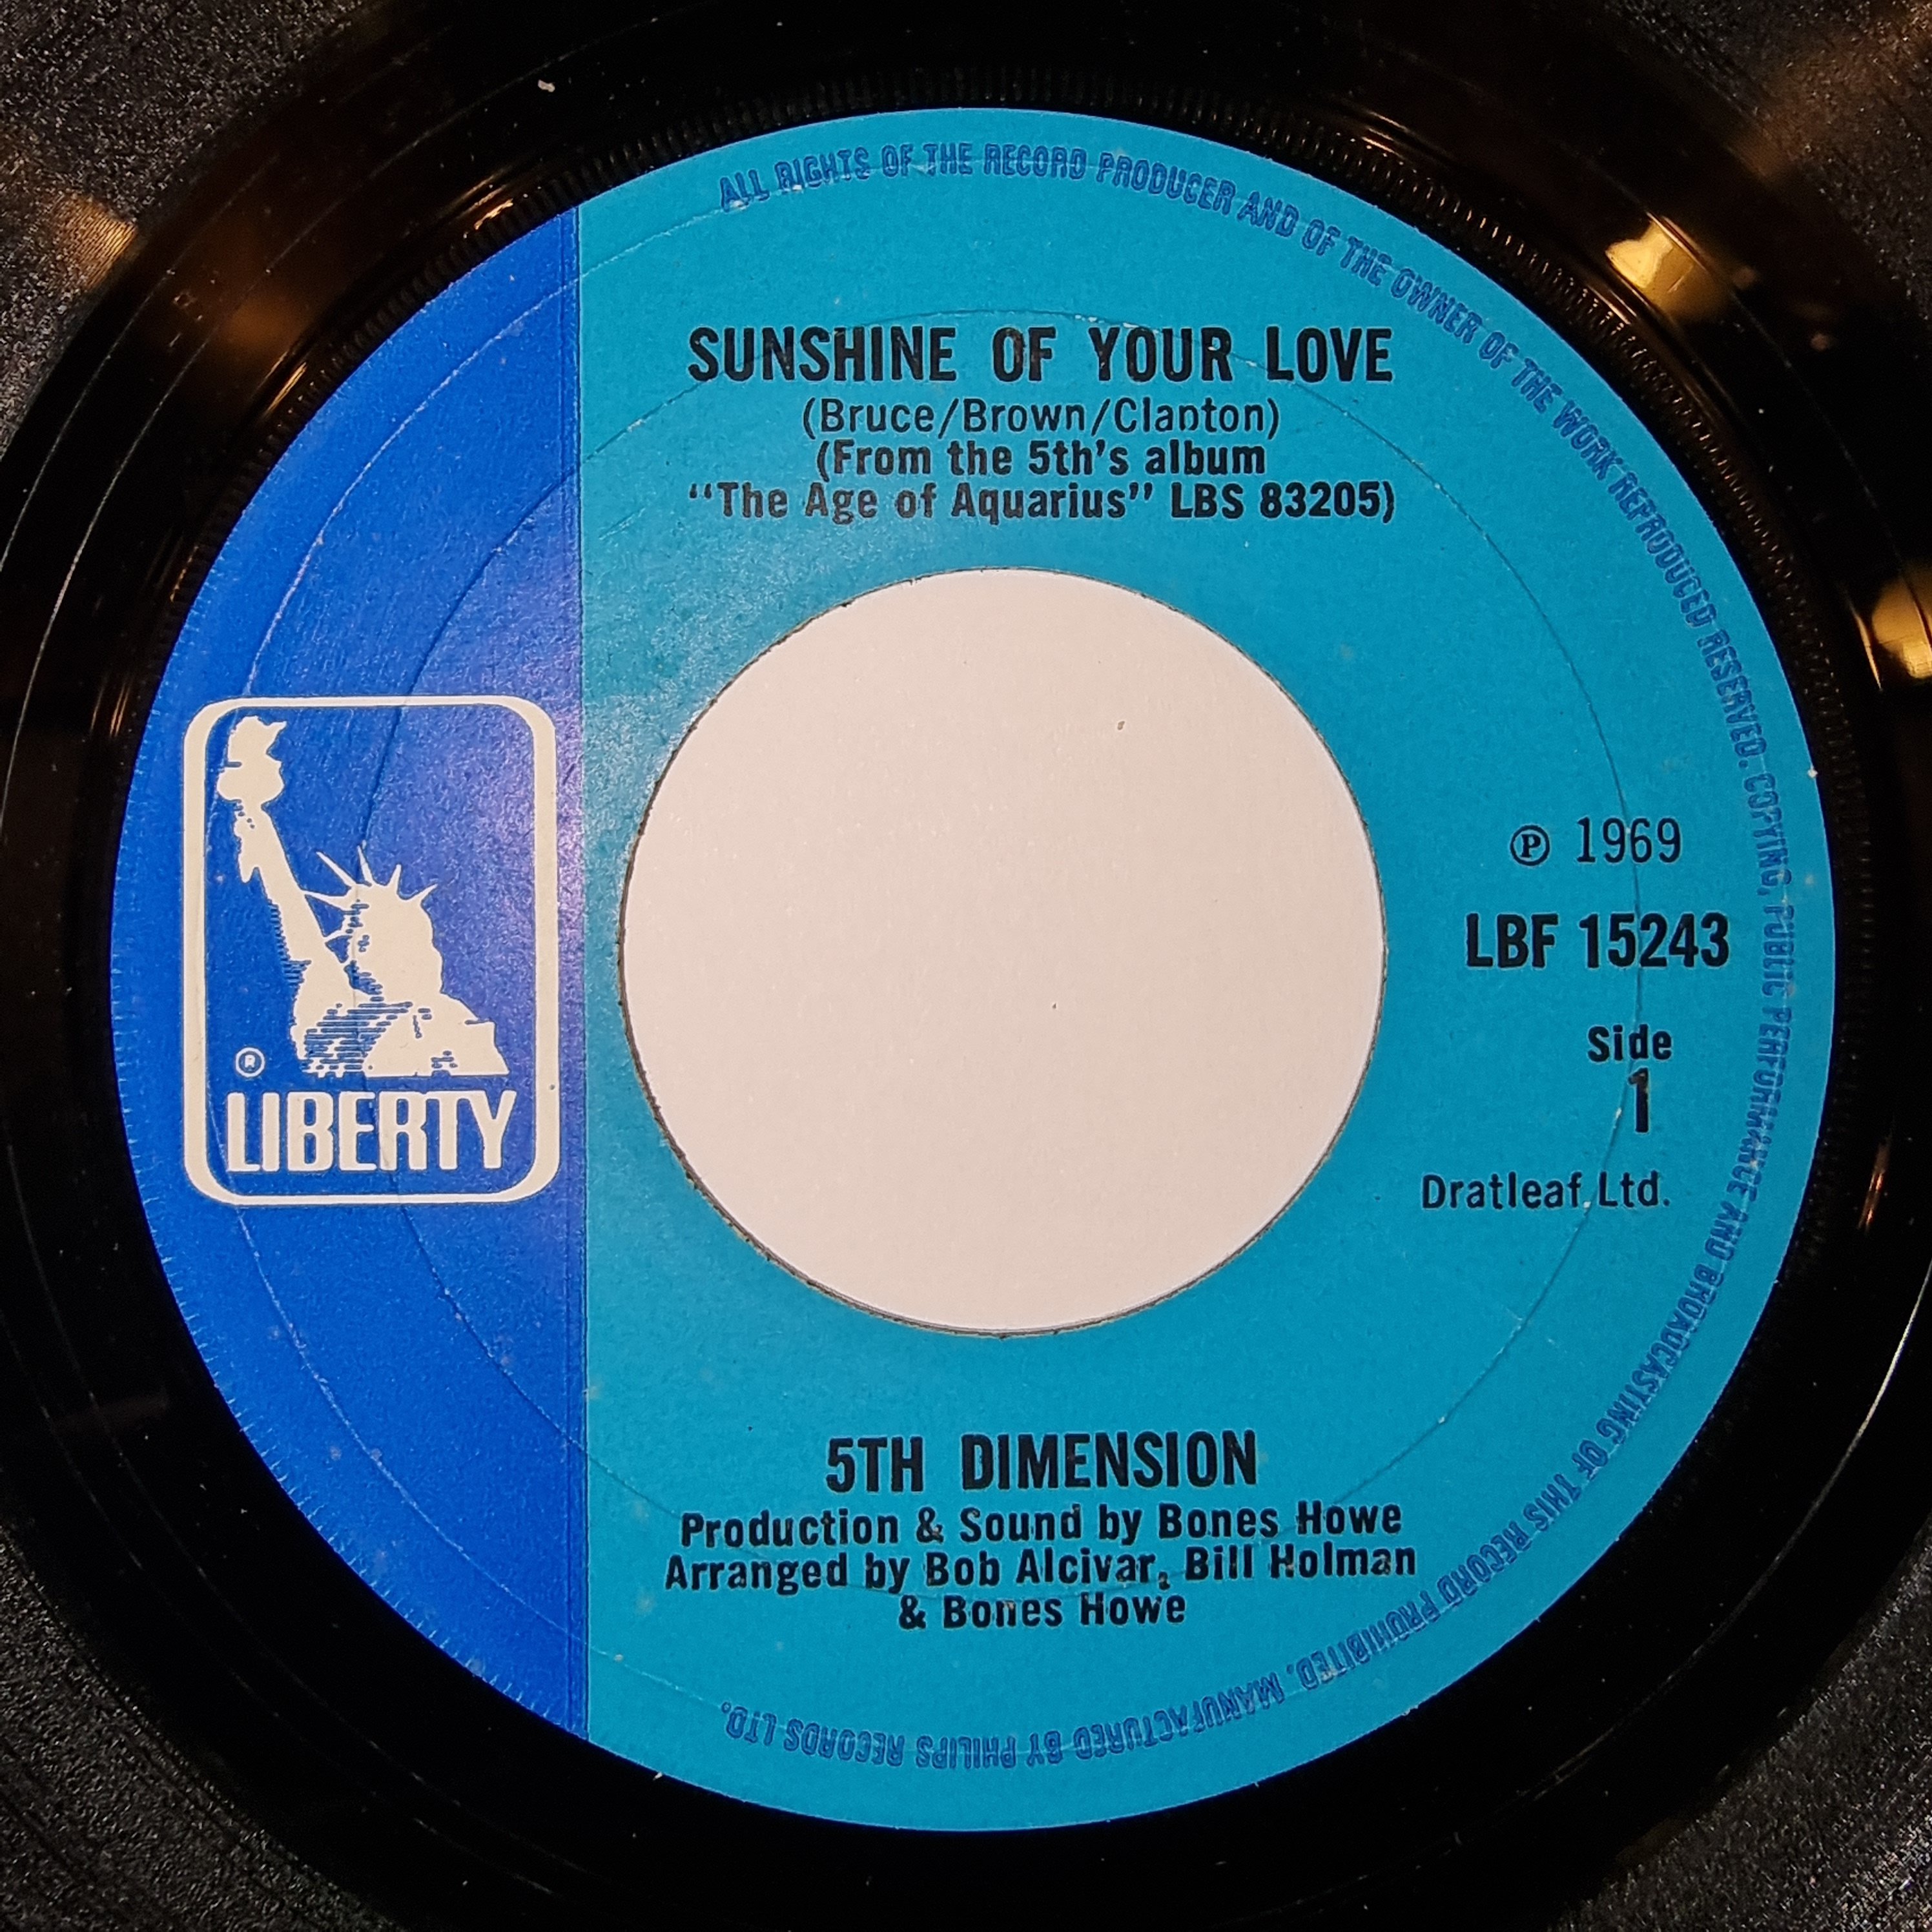 ALL RIGHTS OF THE RECORD PRODUCER AND OF THE OWNER OF THE WORK REPRODUCED RESERVED. COPYING, PUBLIC PERFORMANCE AND BROADCASTING OF THIS RECORD PROHIBITED. MANUFACTURED BY PHILIPS RECORDS LTD.
SUNSHINE OF YOUR LOVE
(Bruce/Brown/Clapton)
(From the 5th's album
"The Age of Aquarius" LBS 83205)
℗ 1969
LBF 15243
Side
1
Dratleaf Ltd.
®
LIBERTY
5TH DIMENSION
Production & Sound by Bones Howe
Arranged by Bob Alcivar, Bill Holman
& Bones Howe